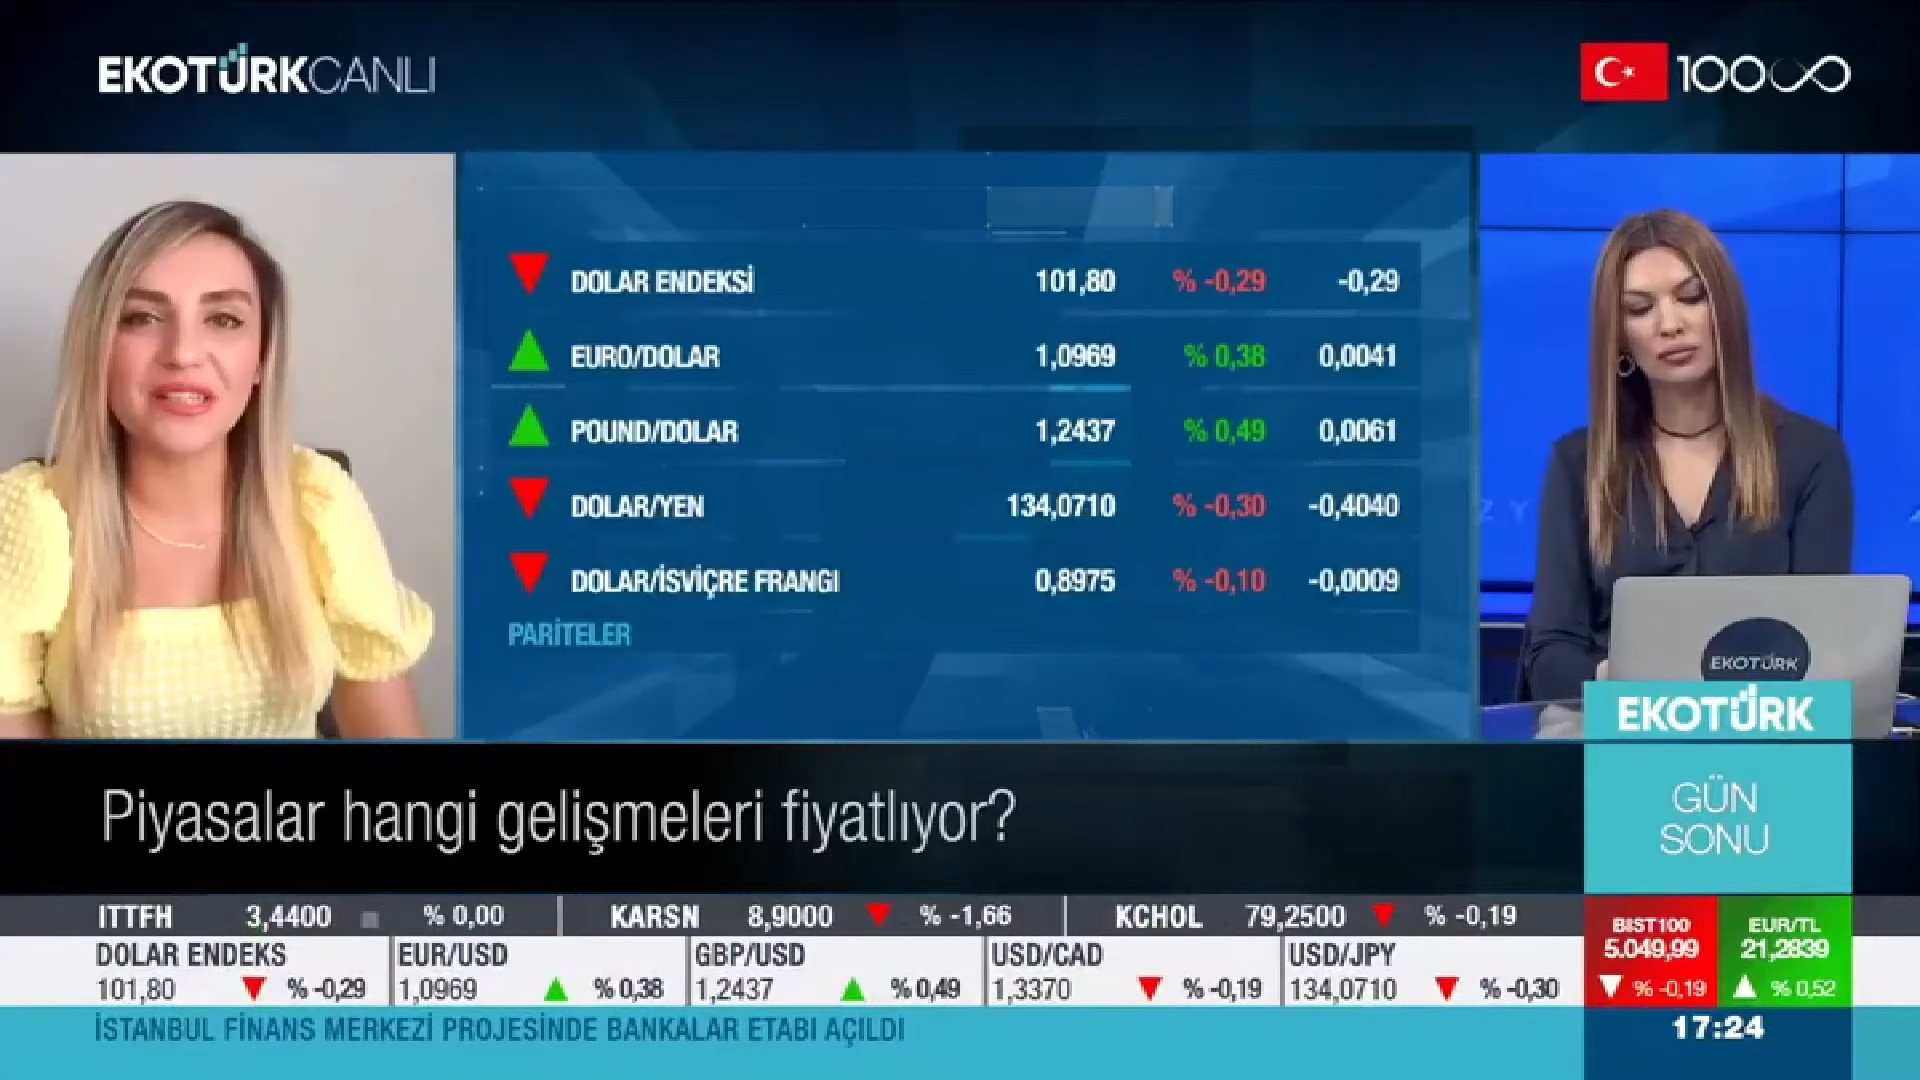 EKOTÜRKCANLI
100
DOLAR ENDEKSİ 101,80 % -0,29 -0,29
EURO/DOLAR 1,0969 % 0,38 0,0041
POUND/DOLAR 1,2437 % 0,49 0,0061
DOLAR/YEN 134,0710 % -0,30 -0,4040
DOLAR/İSVİÇRE FRANGI 0,8975 % -0,10 -0,0009
PARİTELER
Z Y
EKOTÜRK
EKOTÜRK
GÜN
SONU
Piyasalar hangi gelişmeleri fiyatlıyor?
ITTFH 3,4400 % 0,00 KARSN 8,9000 % -1,66 KCHOL 79,2500 % -0,19
DOLAR ENDEKS EUR/USD GBP/USD USD/CAD USD/JPY
101,80 % -0,29 1,0969 % 0,38 1,2437 % 0,49 1,3370 % -0,19 134,0710 % -0,30
BIST100 EUR/TL
5.049,99 21,2839
% -0,19 % 0,52
İSTANBUL FİNANS MERKEZİ PROJESİNDE BANKALAR ETABI AÇILDI
17:24